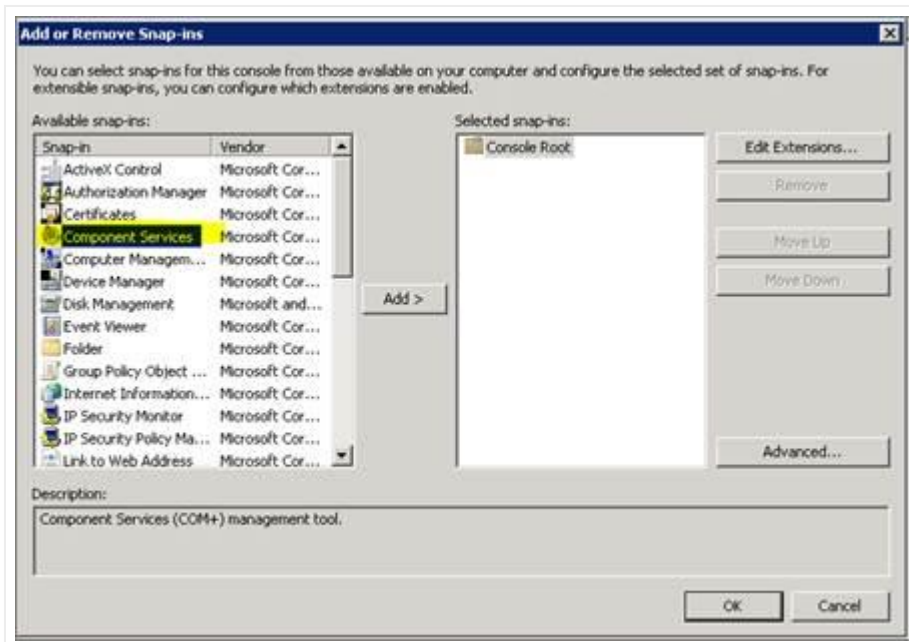 Add or Remove Snap-ins
You can select snap-ins for this console from those available on your computer and configure the selected set of snap-ins. For
extensible snap-ins, you can configure which extensions are enabled.
Available snap-ins:
Snap-in Vendor
ActiveX Control Microsoft Cor...
Authorization Manager Microsoft Cor...
Certificates Microsoft Cor...
Component Services Microsoft Cor...
Computer Managem... Microsoft Cor...
Device Manager Microsoft Cor...
Disk Management Microsoft and...
Event Viewer Microsoft Cor...
Folder Microsoft Cor...
Group Policy Object ... Microsoft Cor...
Internet Information... Microsoft Cor...
IP Security Monitor Microsoft Cor...
IP Security Policy Ma... Microsoft Cor...
Link to Web Address Microsoft Cor...
Add >
Selected snap-ins:
Console Root
Edit Extensions...
Remove
Move Up
Move Down
Advanced...
Description:
Component Services (COM+) management tool.
OK Cancel